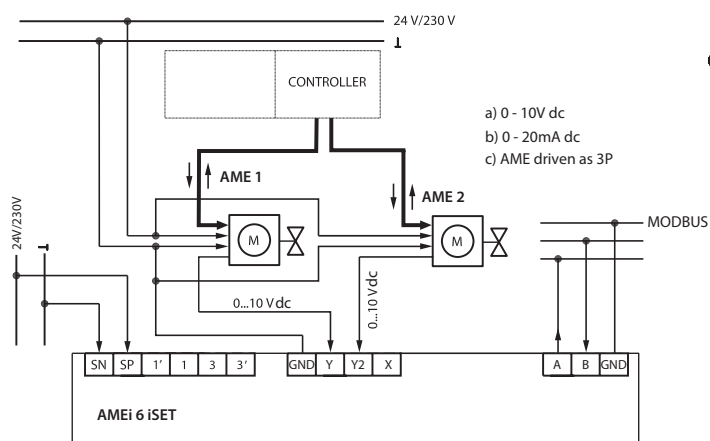 24 V/230 V
CONTROLLER
a) 0 - 10V dc
b) 0 - 20mA dc
c) AME driven as 3P
AME 1
AME 2
M
M
MODBUS
24V/230V
0...10 Vdc
0...10 Vdc
SN SP 1' 1 3 3' GND Y Y2 X A B GND
AMEi 6 iSET